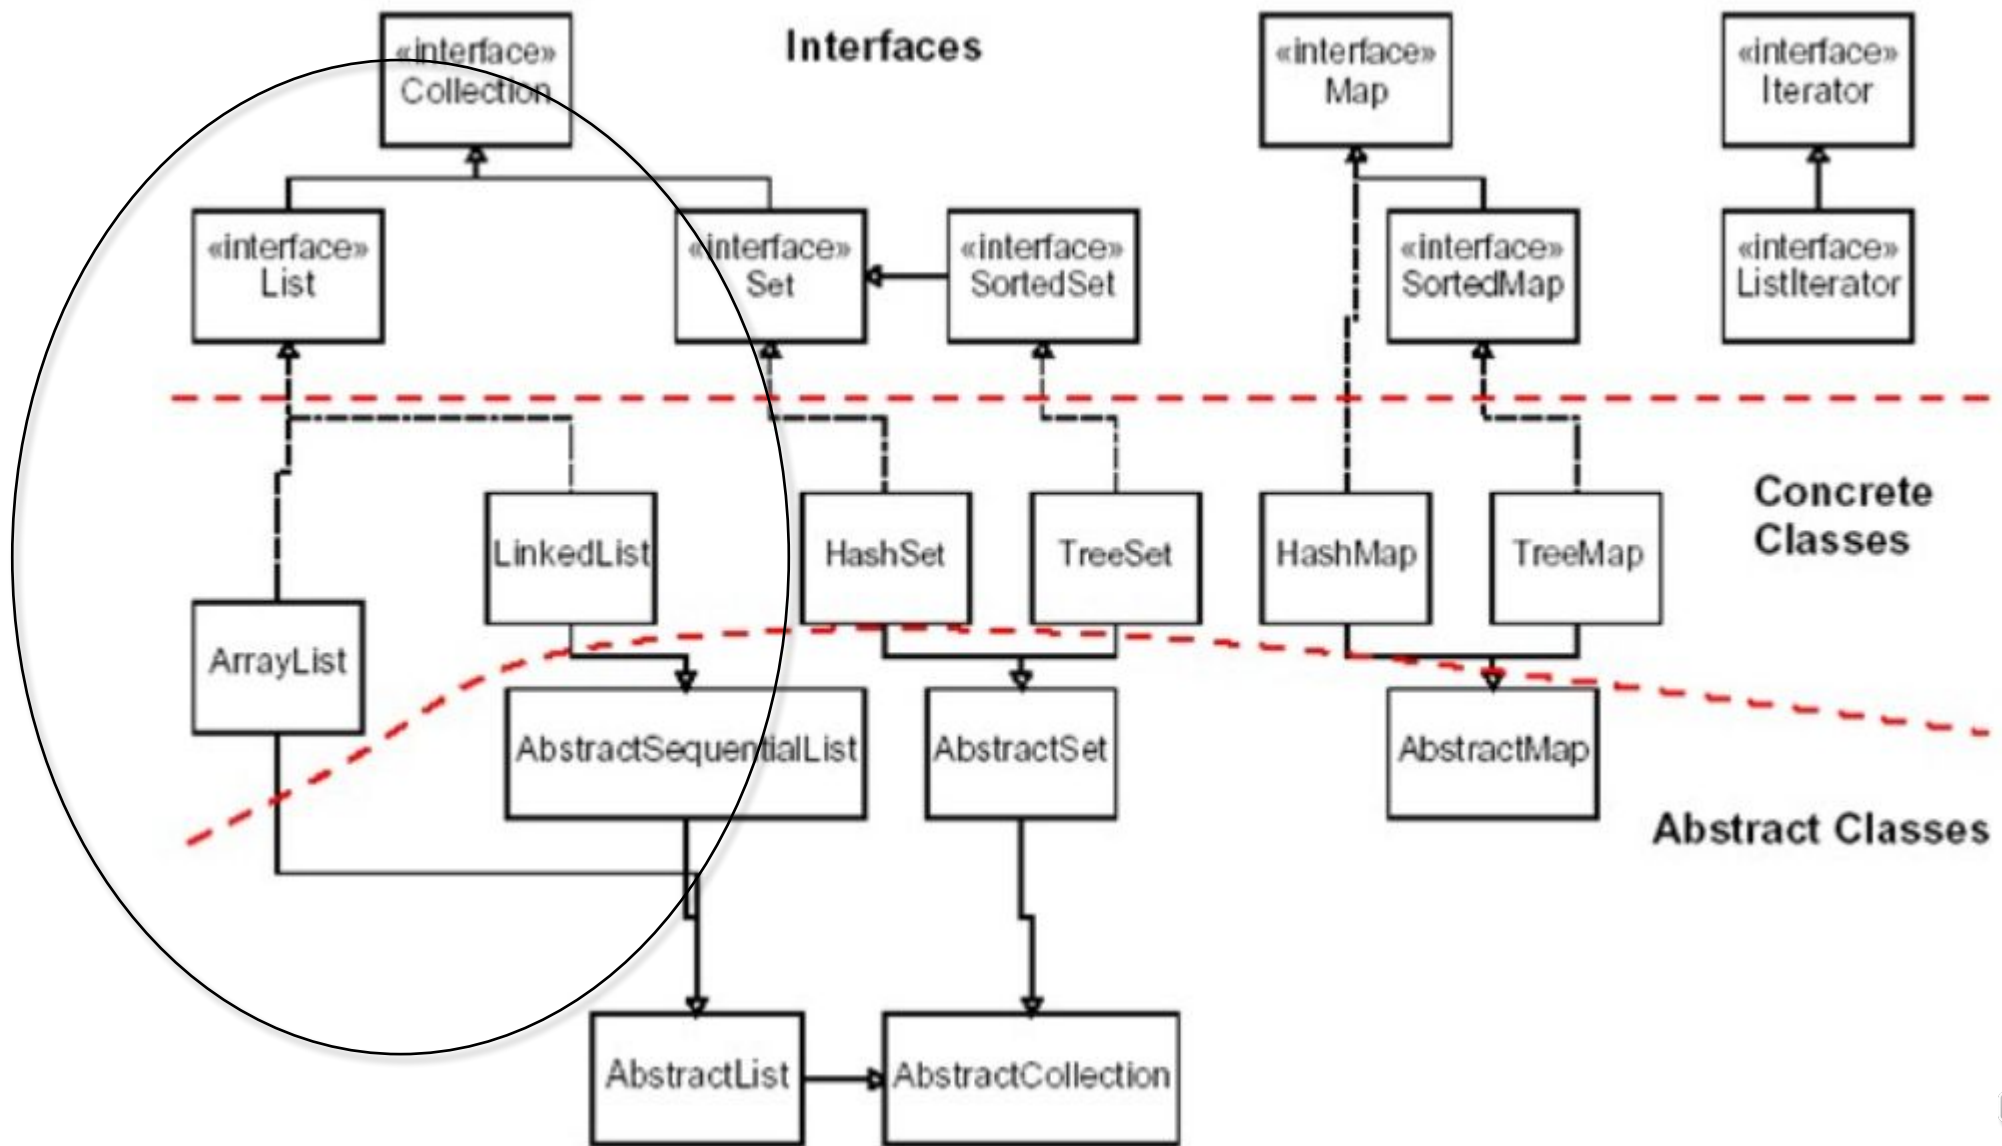 «interface»
Collection
Interfaces
«interface»
Map
«interface»
Iterator
«interface»
List
«interface»
Set
«interface»
SortedSet
«interface»
SortedMap
«interface»
ListIterator
Concrete
Classes
LinkedList
HashSet
TreeSet
HashMap
TreeMap
ArrayList
AbstractSequentialList
AbstractSet
AbstractMap
Abstract Classes
AbstractList
AbstractCollection